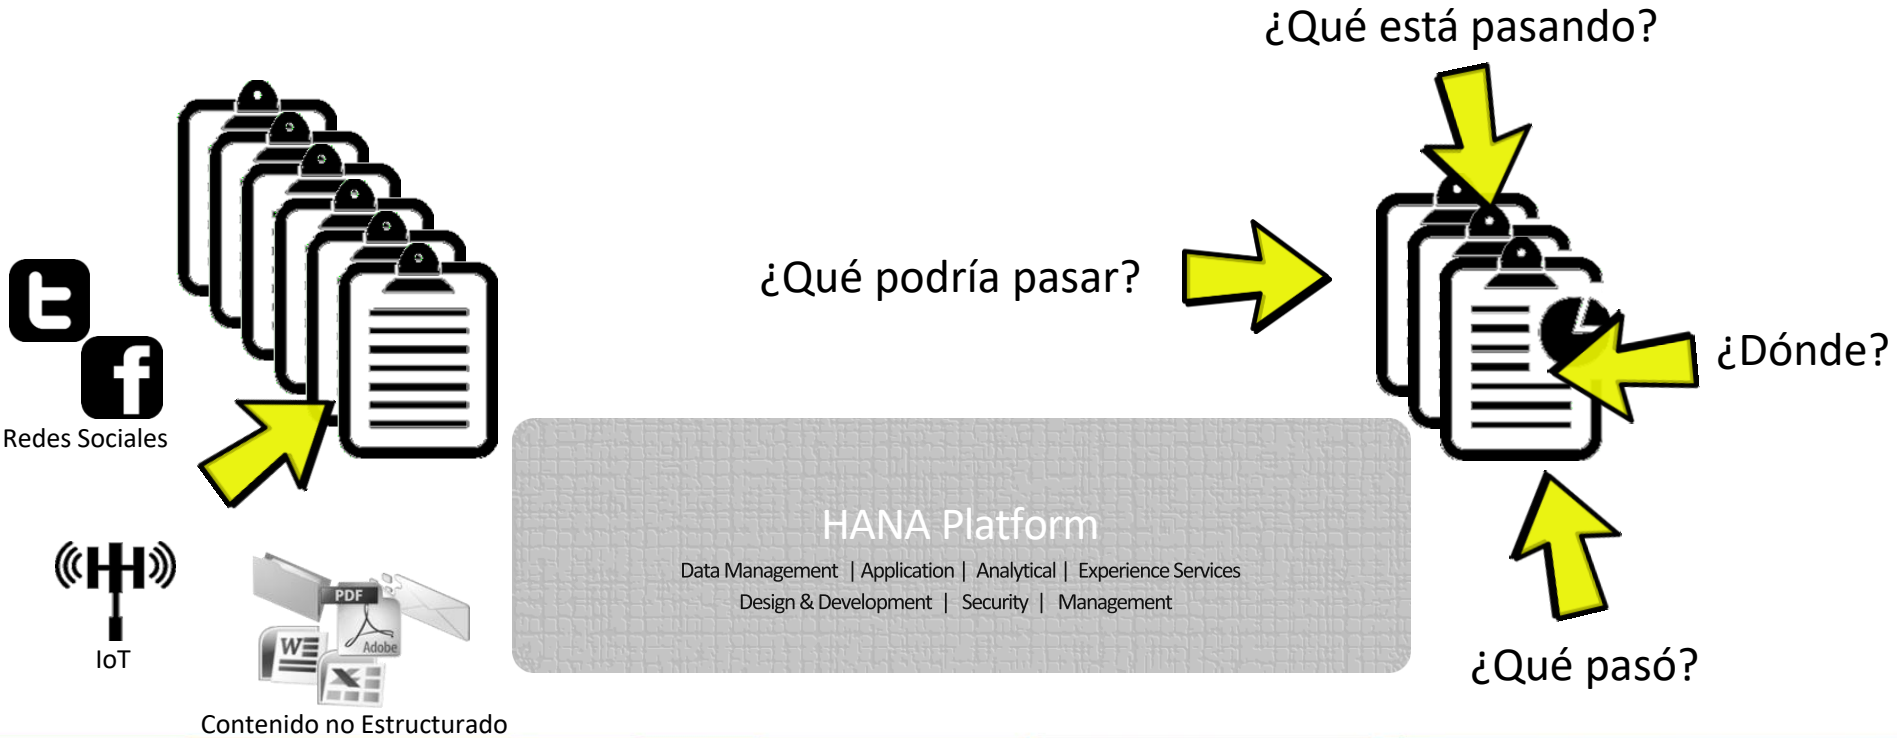 ¿Qué está pasando?
¿Qué podría pasar?
¿Dónde?
Redes Sociales
HANA Platform
Data Management | Application | Analytical | Experience Services
Design & Development | Security | Management
PDF
Adobe
W
X
IoT
¿Qué pasó?
Contenido no Estructurado